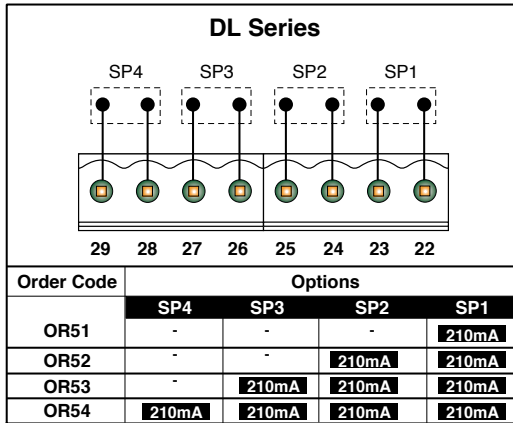 DL Series
SP4 SP3 SP2 SP1
29 28 27 26 25 24 23 22
Order Code Options
SP4 SP3 SP2 SP1
OR51 - - - 210mA
OR52 - - 210mA 210mA
OR53 - 210mA 210mA 210mA
OR54 210mA 210mA 210mA 210mA